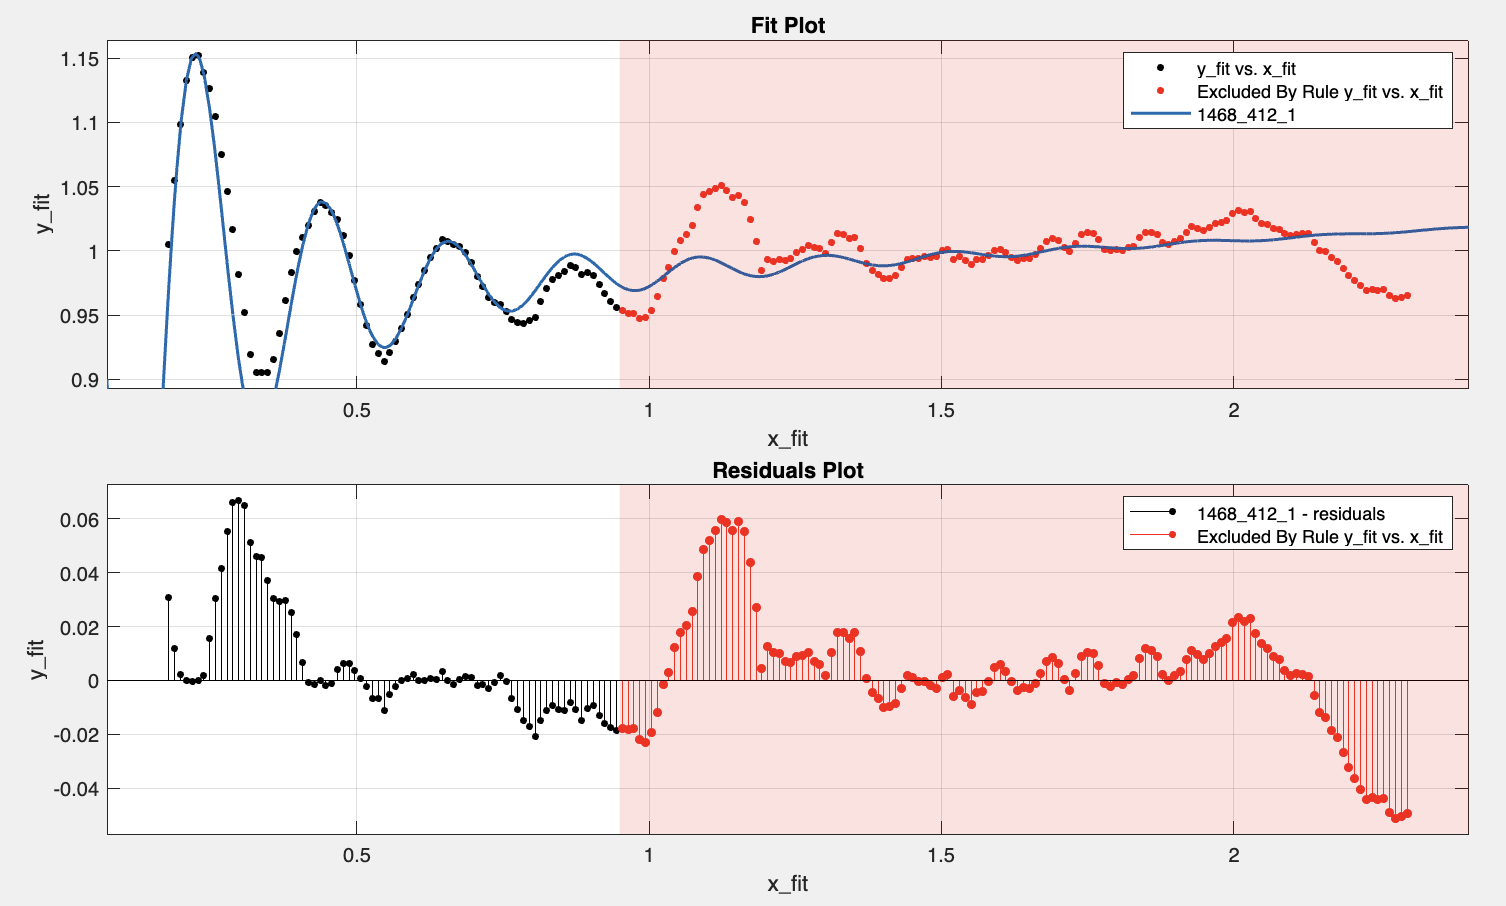 Fit Plot
1.15
1.1
1.05
1
0.95
0.9
y_fit
y_fit vs. x_fit
Excluded By Rule y_fit vs. x_fit
1468_412_1
0.5
1
1.5
2
x_fit
Residuals Plot
0.06
0.04
0.02
0
-0.02
-0.04
y_fit
1468_412_1 - residuals
Excluded By Rule y_fit vs. x_fit
0.5
1
1.5
2
x_fit